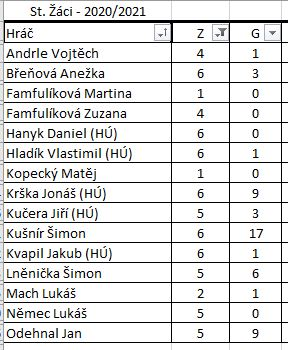 St. Žáci - 2020/2021
Hráč Z G
Andrle Vojtěch 4 1
Břeňová Anežka 6 3
Famfulíková Martina 1 0
Famfulíková Zuzana 4 0
Hanyk Daniel (HÚ) 6 0
Hladík Vlastimil (HÚ) 6 1
Kopecký Matěj 1 0
Krška Jonáš (HÚ) 6 9
Kučera Jiří (HÚ) 5 3
Kušnír Šimon 6 17
Kvapil Jakub (HÚ) 6 1
Lněnička Šimon 5 6
Mach Lukáš 2 1
Němec Lukáš 5 0
Odehnal Jan 5 9